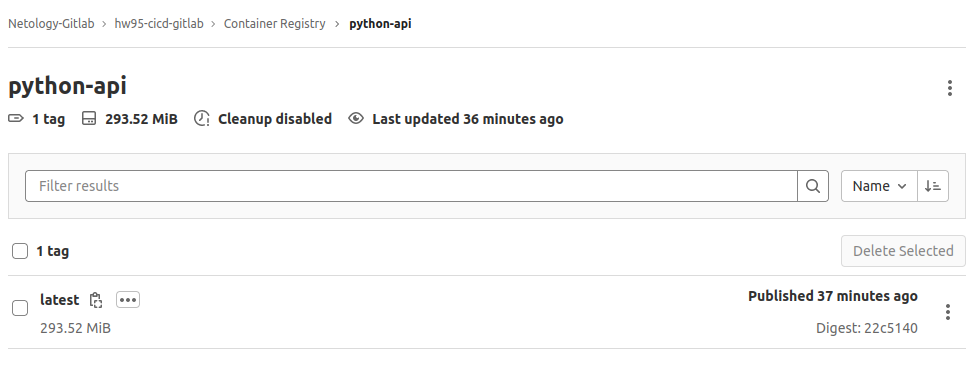 Netology-Gitlab > hw95-cicd-gitlab > Container Registry > python-api
python-api
1 tag 293.52 MiB Cleanup disabled Last updated 36 minutes ago
Filter results Name
1 tag Delete Selected
latest Published 37 minutes ago
293.52 MiB Digest: 22c5140